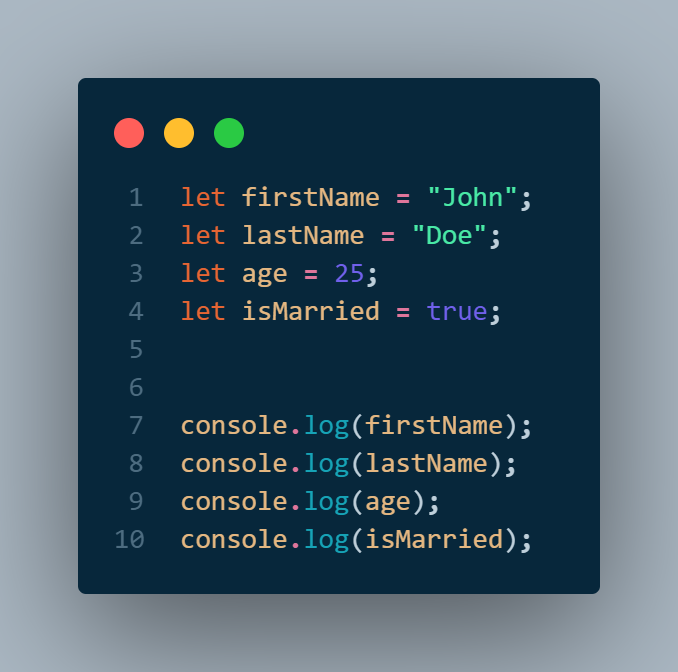 1 let firstName = "John";
2 let lastName = "Doe";
3 let age = 25;
4 let isMarried = true;
5
6
7 console.log(firstName);
8 console.log(lastName);
9 console.log(age);
10 console.log(isMarried);